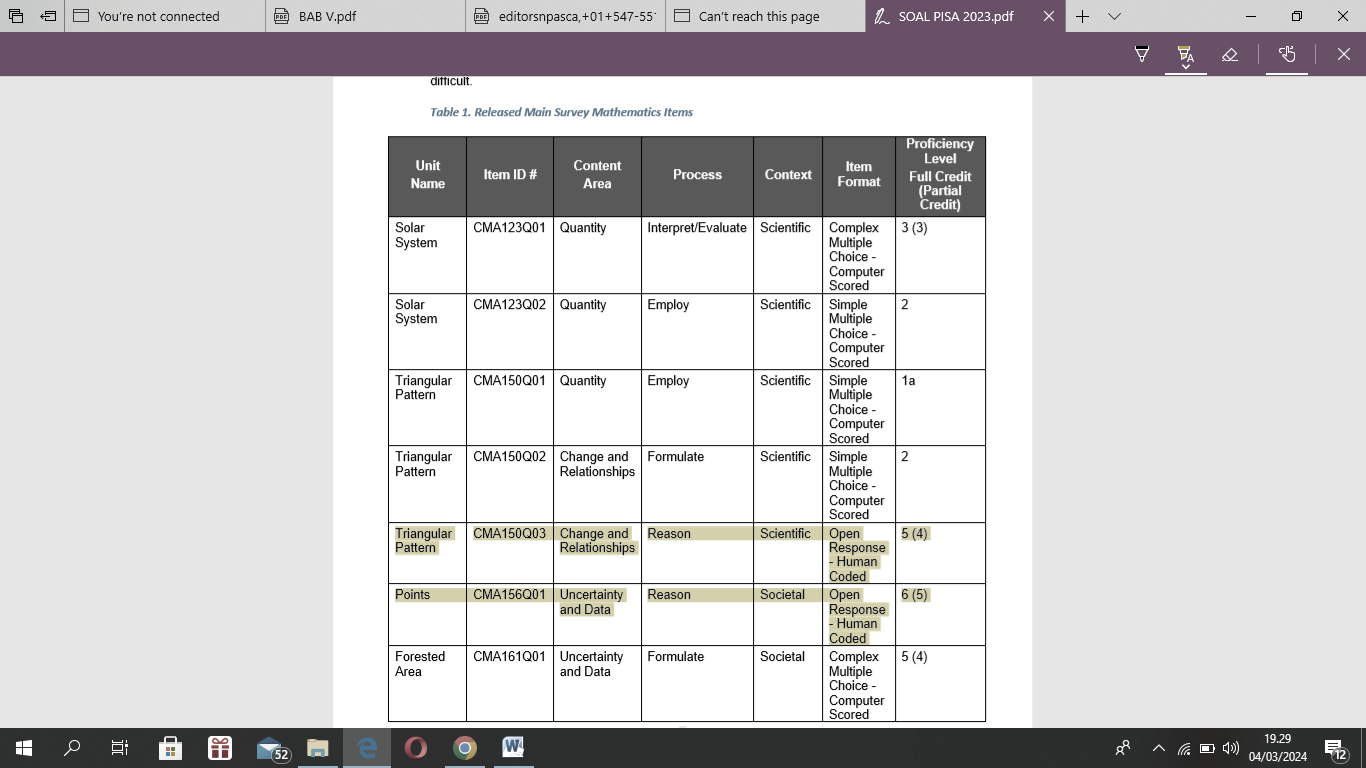 You're not connected
BAB V.pdf
editorsnpasca,+01+547-55
Can't reach this page
SOAL PISA 2023.pdf
difficult.
Table 1. Released Main Survey Mathematics Items
Unit
Name
Item ID #
Content
Area
Process
Context
Item
Format
Proficiency
Level
Full Credit
(Partial
Credit)
Solar
System
CMA123Q01
Quantity
Interpret/Evaluate
Scientific
Complex
Multiple
Choice -
Computer
Scored
3 (3)
Solar
System
CMA123Q02
Quantity
Employ
Scientific
Simple
Multiple
Choice -
Computer
Scored
2
Triangular
Pattern
CMA150Q01
Quantity
Employ
Scientific
Simple
Multiple
Choice -
Computer
Scored
1a
Triangular
Pattern
CMA150Q02
Change and
Relationships
Formulate
Scientific
Simple
Multiple
Choice -
Computer
Scored
2
Triangular
Pattern
CMA150Q03
Change and
Relationships
Reason
Scientific
Open
Response
- Human
Coded
5 (4)
Points
CMA156Q01
Uncertainty
and Data
Reason
Societal
Open
Response
- Human
Coded
6 (5)
Forested
Area
CMA161Q01
Uncertainty
and Data
Formulate
Societal
Complex
Multiple
Choice -
Computer
Scored
5 (4)
52
19.29
04/03/2024
12